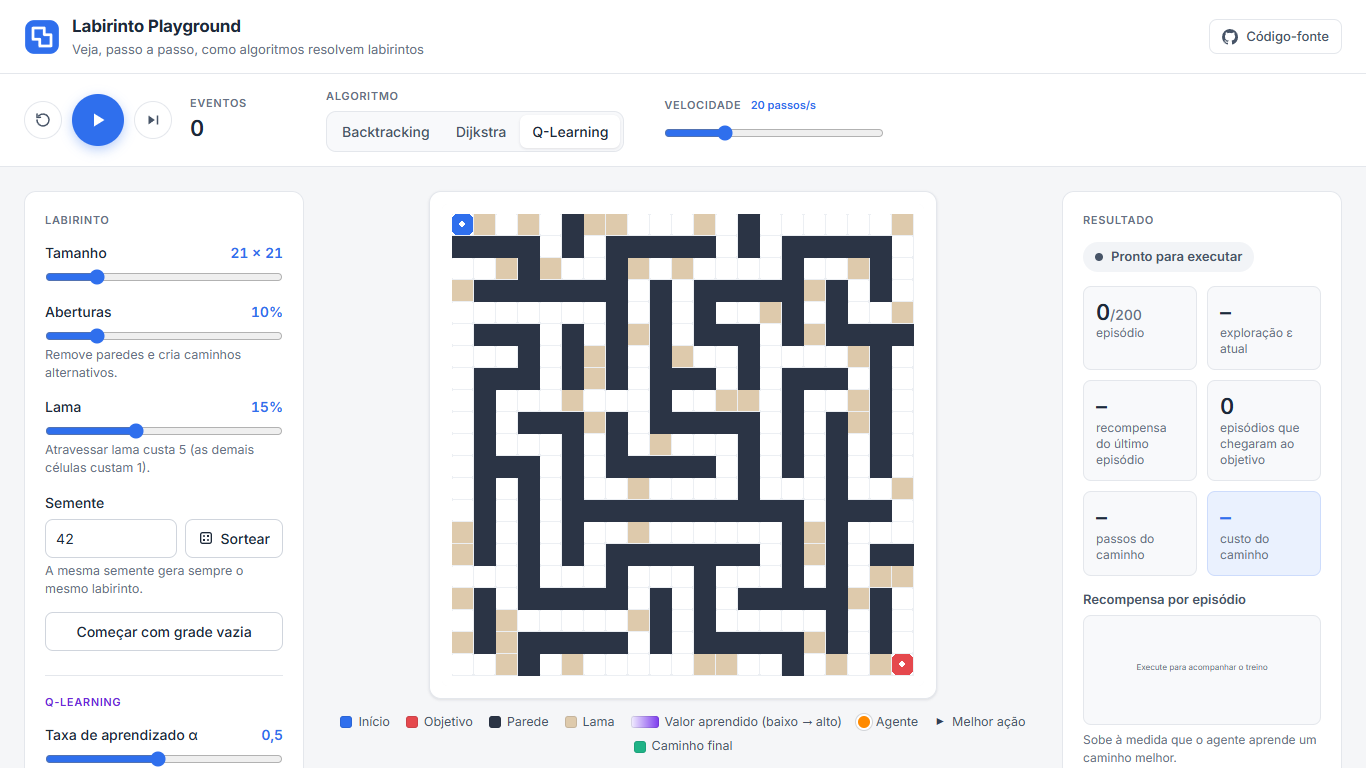 Labirinto Playground
Veja, passo a passo, como algoritmos resolvem labirintos
Código-fonte
EVENTOS
0
ALGORITMO
Backtracking
Dijkstra
Q-Learning
VELOCIDADE 20 passos/s
LABIRINTO
Tamanho 21 × 21
Aberturas 10%
Remove paredes e cria caminhos
alternativos.
Lama 15%
Atravessar lama custa 5 (as demais
células custam 1).
Semente
42
Sortear
A mesma semente gera sempre o
mesmo labirinto.
Começar com grade vazia
Q-LEARNING
Taxa de aprendizado α 0,5
Início
Objetivo
Parede
Lama
Valor aprendido (baixo → alto)
Agente
Melhor ação
Caminho final
RESULTADO
Pronto para executar
0/200
episódio
–
exploração ε
atual
–
recompensa
do último
episódio
0
episódios que
chegaram ao
objetivo
–
passos do
caminho
–
custo do
caminho
Recompensa por episódio
Execute para acompanhar o treino
Sobe à medida que o agente aprende um
caminho melhor.